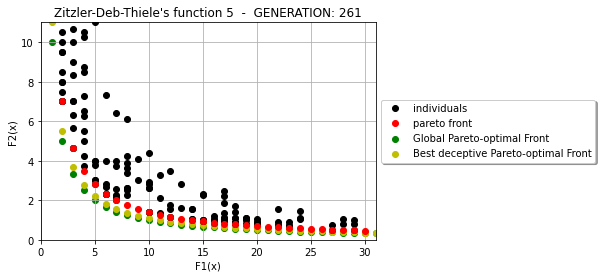 Zitzler-Deb-Thiele's function 5 - GENERATION: 261
F2(x)
10
8
6
4
2
0
0 5 10 15 20 25 30
F1(x)
individuals
pareto front
Global Pareto-optimal Front
Best deceptive Pareto-optimal Front